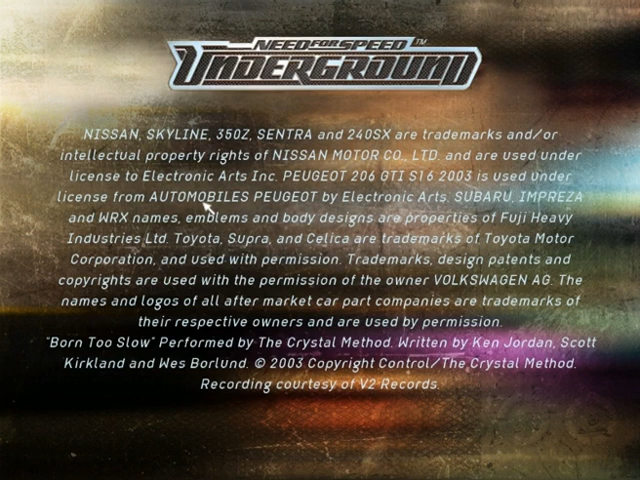 NEED FOR SPEED™
UNDERGROUND
NISSAN, SKYLINE, 350Z, SENTRA and 240SX are trademarks and/or
intellectual property rights of NISSAN MOTOR CO., LTD. and are used under
license to Electronic Arts Inc. PEUGEOT 206 GTI S16 2003 is used under
license from AUTOMOBILES PEUGEOT by Electronic Arts. SUBARU, IMPREZA
and WRX names, emblems and body designs are properties of Fuji Heavy
Industries Ltd. Toyota, Supra, and Celica are trademarks of Toyota Motor
Corporation, and used with permission. Trademarks, design patents and
copyrights are used with the permission of the owner VOLKSWAGEN AG. The
names and logos of all after market car part companies are trademarks of
their respective owners and are used by permission.
"Born Too Slow" Performed by The Crystal Method. Written by Ken Jordan, Scott
Kirkland and Wes Borlund. © 2003 Copyright Control/The Crystal Method.
Recording courtesy of V2 Records.